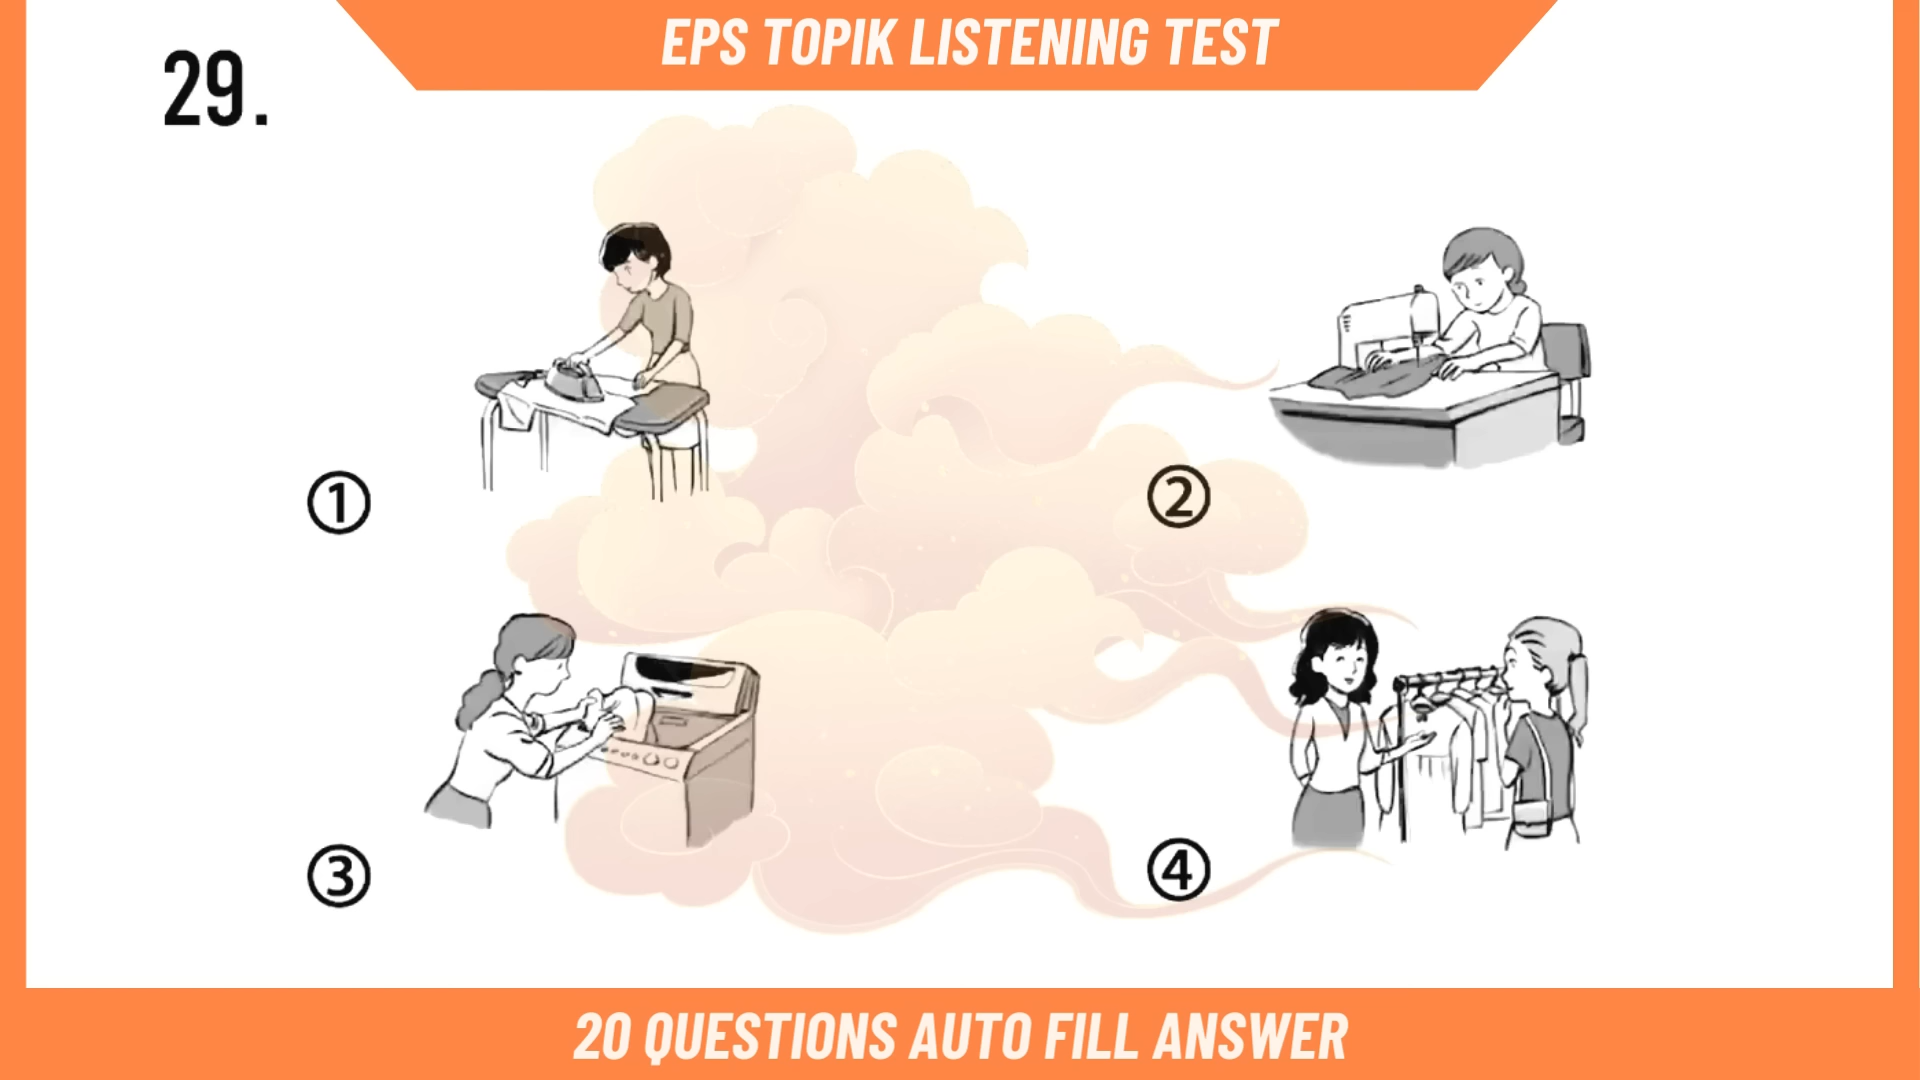 EPS TOPIK LISTENING TEST
29.
①
②
③
④
20 QUESTIONS AUTO FILL ANSWER